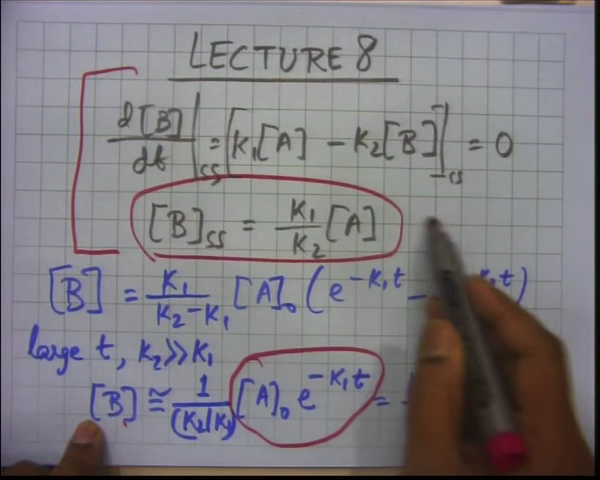 LECTURE 8
d[B]/dt|ss = [K₁[A] − K₂[B]]|ss = 0
[B]ss = K₁/K₂ [A]
[B] = K₁/(K₂−K₁) [A]₀ (e^−K₁t −
large t, K₂>>K₁
[B] ≅ 1/(K₂/K₁) [A]₀ e^−K₁t =